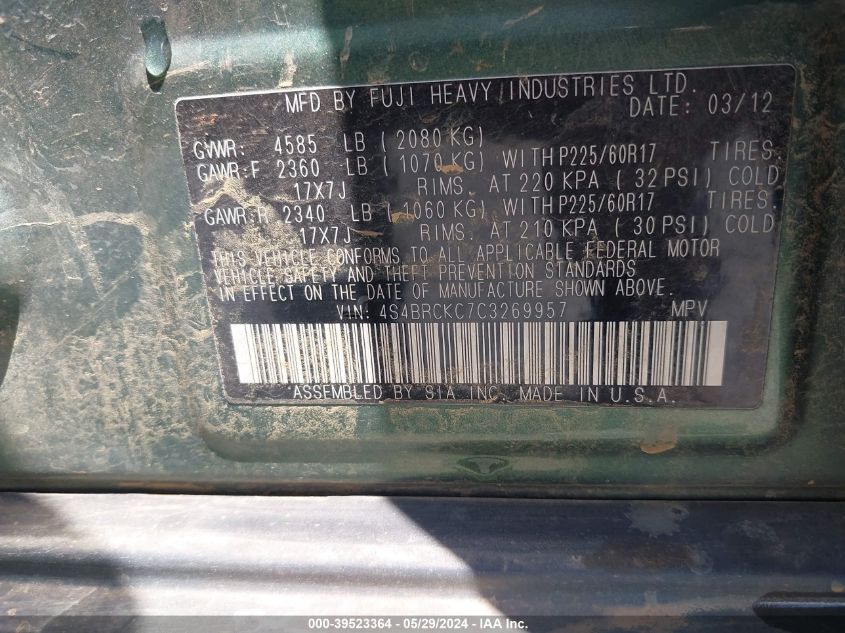 MFD BY FUJI HEAVY INDUSTRIES LTD.
DATE: 03/12
GVWR: 4585 LB ( 2080 KG)
GAWR:F 2360 LB ( 1070 KG) WITH P225/60R17 TIRES,
17X7J RIMS, AT 220 KPA ( 32 PSI) COLD
GAWR:R 2340 LB ( 1060 KG) WITH P225/60R17 TIRES,
17X7J RIMS, AT 210 KPA ( 30 PSI) COLD
THIS VEHICLE CONFORMS TO ALL APPLICABLE FEDERAL MOTOR
VEHICLE SAFETY AND THEFT PREVENTION STANDARDS
IN EFFECT ON THE DATE OF MANUFACTURE SHOWN ABOVE.
VIN: 4S4BRCKC7C3269957 MPV
ASSEMBLED BY SIA INC. MADE IN U.S.A.
000-39523364 - 05/29/2024 - IAA Inc.